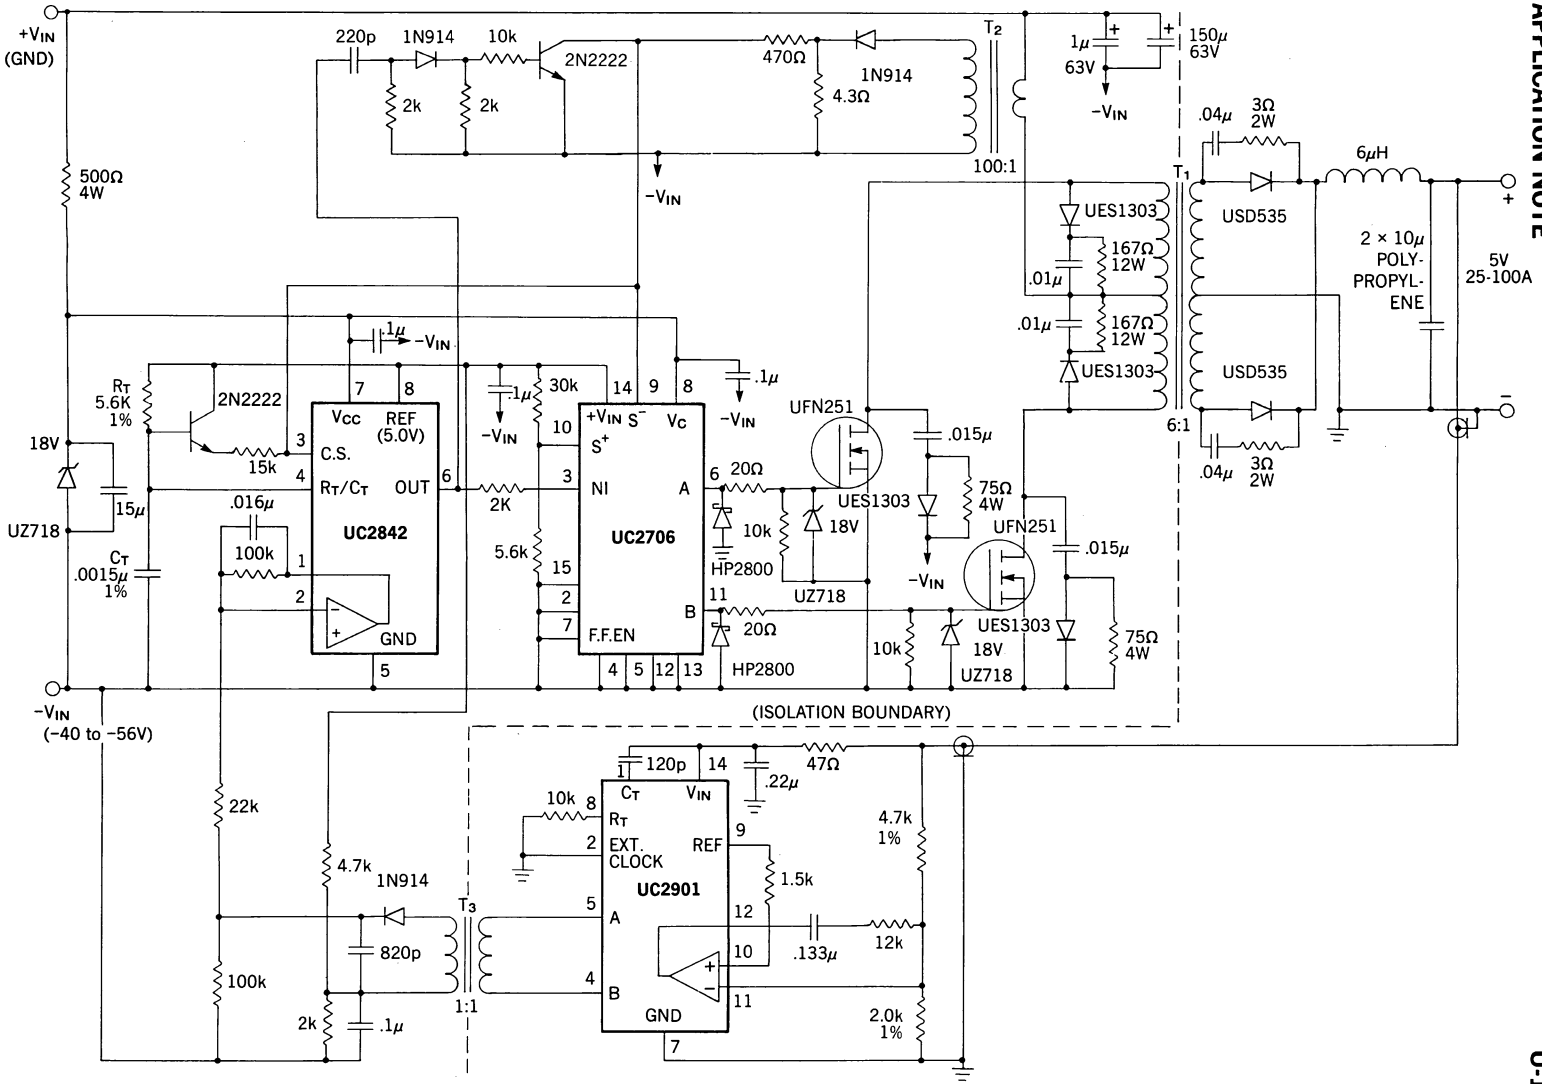 APPLICATION NOTE
U-1
+VIN
(GND)
500Ω
4W
220p
1N914
10k
2N2222
2k
2k
470Ω
1N914
4.3Ω
-VIN
T2
100:1
1μ
63V
+
+
150μ
63V
-VIN
.04μ
3Ω
2W
T1
USD535
6μH
+
2 × 10μ
POLY-
PROPYL-
ENE
5V
25-100A
UES1303
167Ω
12W
.01μ
.01μ
167Ω
12W
UES1303
USD535
6:1
.04μ
3Ω
2W
−
.1μ
-VIN
RT
5.6K
1%
2N2222
7
8
VCC
REF
(5.0V)
3
C.S.
15k
4
RT/CT
OUT
6
18V
15μ
UZ718
.016μ
100k
UC2842
CT
.0015μ
1%
1
2
−
+
GND
5
.1μ
-VIN
30k
2K
5.6k
+VIN
14
9
8
S−
VC
10
S+
3
NI
A
6
UC2706
15
2
7
F.F.EN
B
11
4
5
12
13
.1μ
-VIN
20Ω
HP2800
10k
18V
UZ718
UFN251
UES1303
.015μ
75Ω
4W
-VIN
20Ω
HP2800
10k
18V
UZ718
UFN251
UES1303
.015μ
75Ω
4W
-VIN
(−40 to −56V)
(ISOLATION BOUNDARY)
22k
4.7k
1N914
T3
820p
100k
1:1
2k
.1μ
1
120p
14
.22μ
47Ω
CT
VIN
10k
8
RT
2
EXT.
CLOCK
REF
9
UC2901
1.5k
5
A
12
.133μ
12k
4.7k
1%
10
+
−
11
4
B
GND
7
2.0k
1%